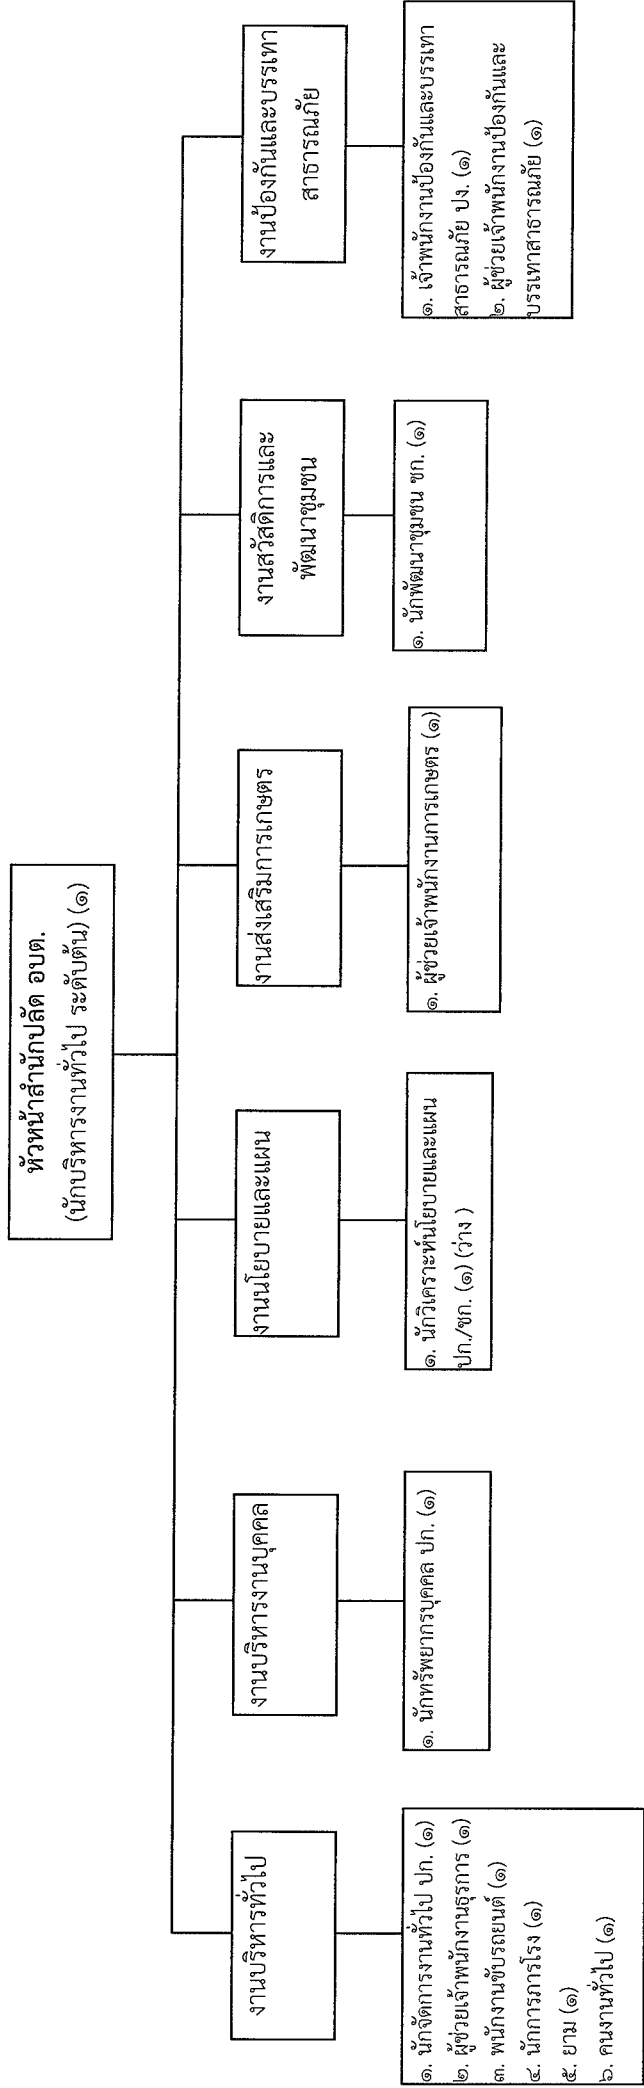 หัวหน้าสำนักปลัด อบต.
(นักบริหารงานทั่วไป ระดับต้น) (๑)
งานบริหารทั่วไป
๑. นักจัดการงานทั่วไป ปก. (๑)
๒. ผู้ช่วยเจ้าพนักงานธุรการ (๑)
๓. พนักงานขับรถยนต์ (๑)
๔. นักการภารโรง (๑)
๕. ยาม (๑)
๖. คนงานทั่วไป (๑)
งานบริหารงานบุคคล
๑. นักทรัพยากรบุคคล ปก. (๑)
งานนโยบายและแผน
๑. นักวิเคราะห์นโยบายและแผน
ปก./ชก. (๑) (ว่าง )
งานส่งเสริมการเกษตร
๑. ผู้ช่วยเจ้าพนักงานการเกษตร (๑)
งานสวัสดิการและ
พัฒนาชุมชน
๑. นักพัฒนาชุมชน ชก. (๑)
งานป้องกันและบรรเทา
สาธารณภัย
๑. เจ้าพนักงานป้องกันและบรรเทา
สาธารณภัย ปง. (๑)
๒. ผู้ช่วยเจ้าพนักงานป้องกันและ
บรรเทาสาธารณภัย (๑)